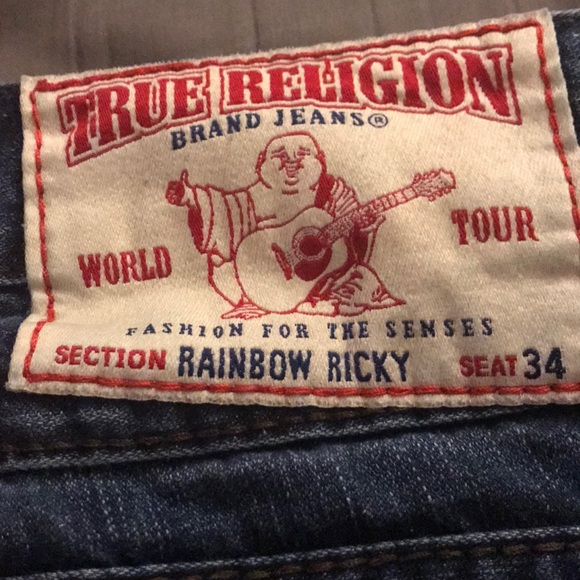 TRUE RELIGION
BRAND JEANS®
WORLD TOUR
FASHION FOR THE SENSES
SECTION RAINBOW RICKY SEAT 34